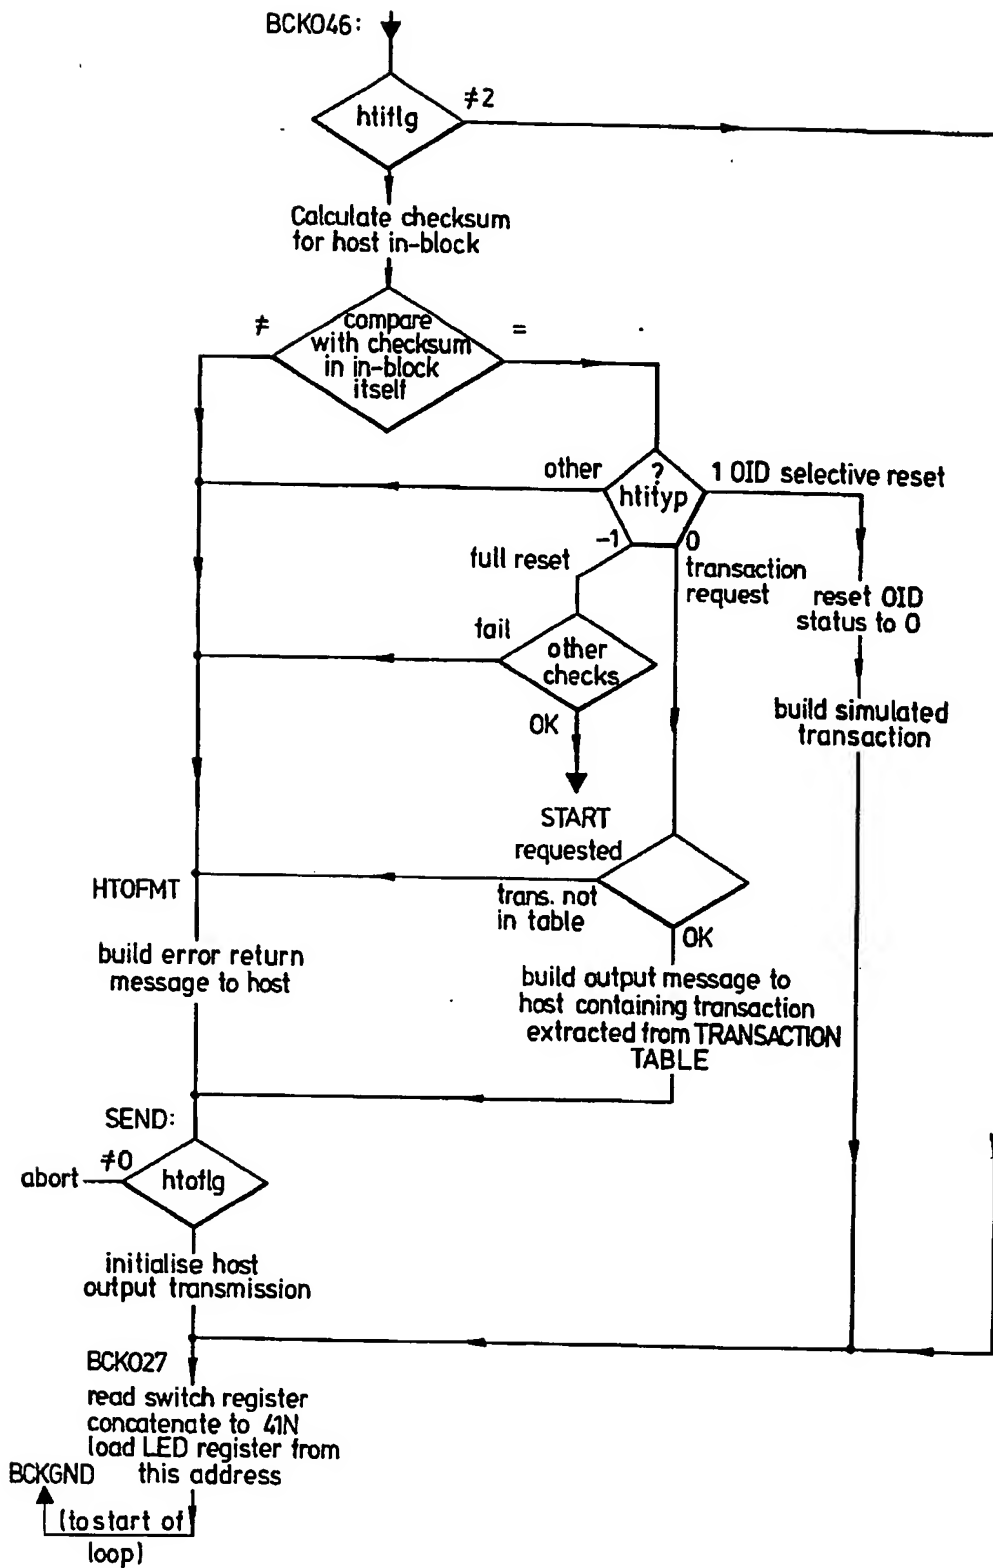 BCK046:
htiflg
≠2
Calculate checksum
for host in-block
≠
compare
with checksum
in in-block
itself
=
other
?
htityp
1 OID selective reset
-1
0
full reset
transaction
request
reset OID
status to 0
fail
other
checks
OK
build simulated
transaction
START
requested
trans. not
in table
HTOFMT
OK
build error return
message to host
build output message to
host containing transaction
extracted from TRANSACTION
TABLE
SEND:
≠0
abort
htoflg
initialise host
output transmission
BCK027
read switch register
concatenate to 41N
load LED register from
this address
BCKGND
(to start of
loop)